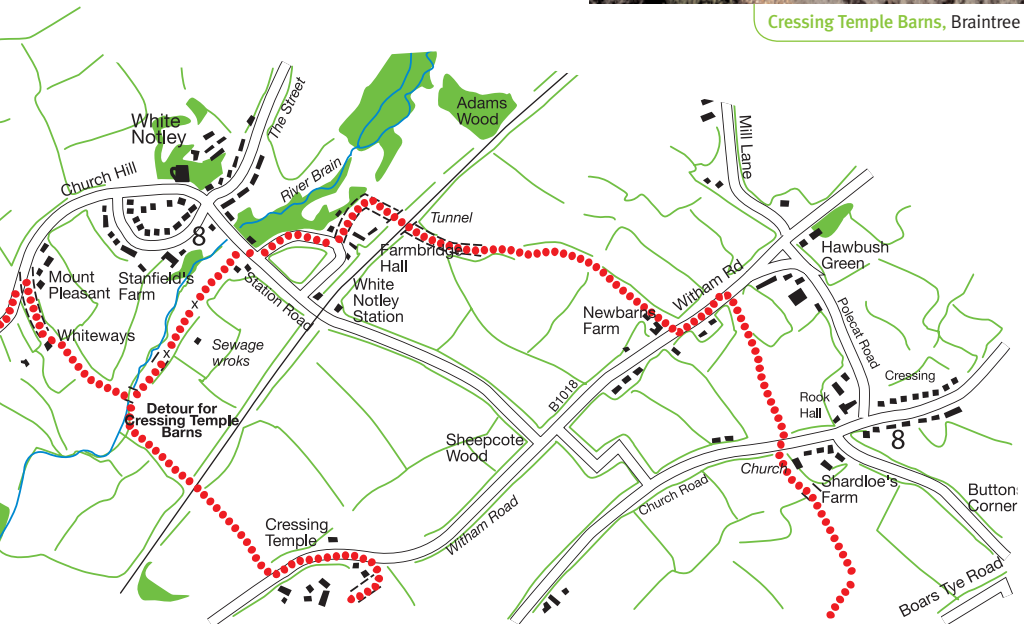 Cressing Temple Barns, Braintree
Adams
Wood
White
Notley
The Street
Mill Lane
River Brain
Church Hill
Tunnel
8
Farmbridge
Hall
Hawbush
Green
Mount
Pleasant
Stanfield's
Farm
Station Road
White
Notley
Station
Witham Rd
Newbarns
Farm
Polecat Road
Whiteways
Sewage
wroks
Cressing
B1018
Rook
Hall
Detour for
Cressing Temple
Barns
Sheepcote
Wood
8
Church
Shardloe's
Farm
Church Road
Button
Corner
Cressing
Temple
Witham Road
Boars Tye Road